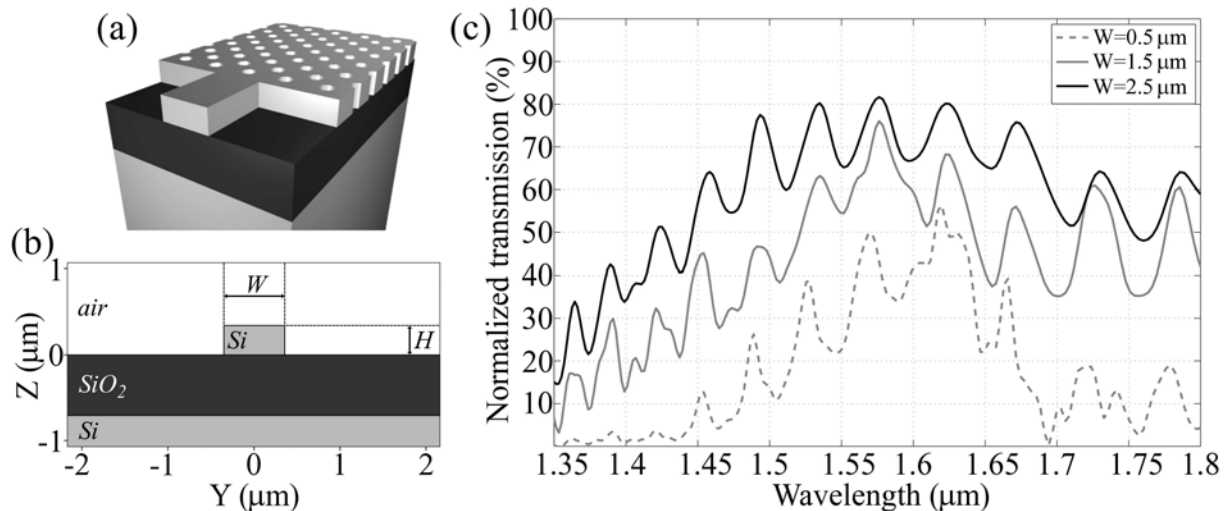 (a)
(b)
1
0
-1
Z (μm)
air
W
Si
H
SiO2
Si
-2
-1
0
1
2
Y (μm)
(c)
100
90
80
70
60
50
40
30
20
10
Normalized transmission (%)
W=0.5 μm
W=1.5 μm
W=2.5 μm
1.35
1.4
1.45
1.5
1.55
1.6
1.65
1.7
1.75
1.8
Wavelength (μm)